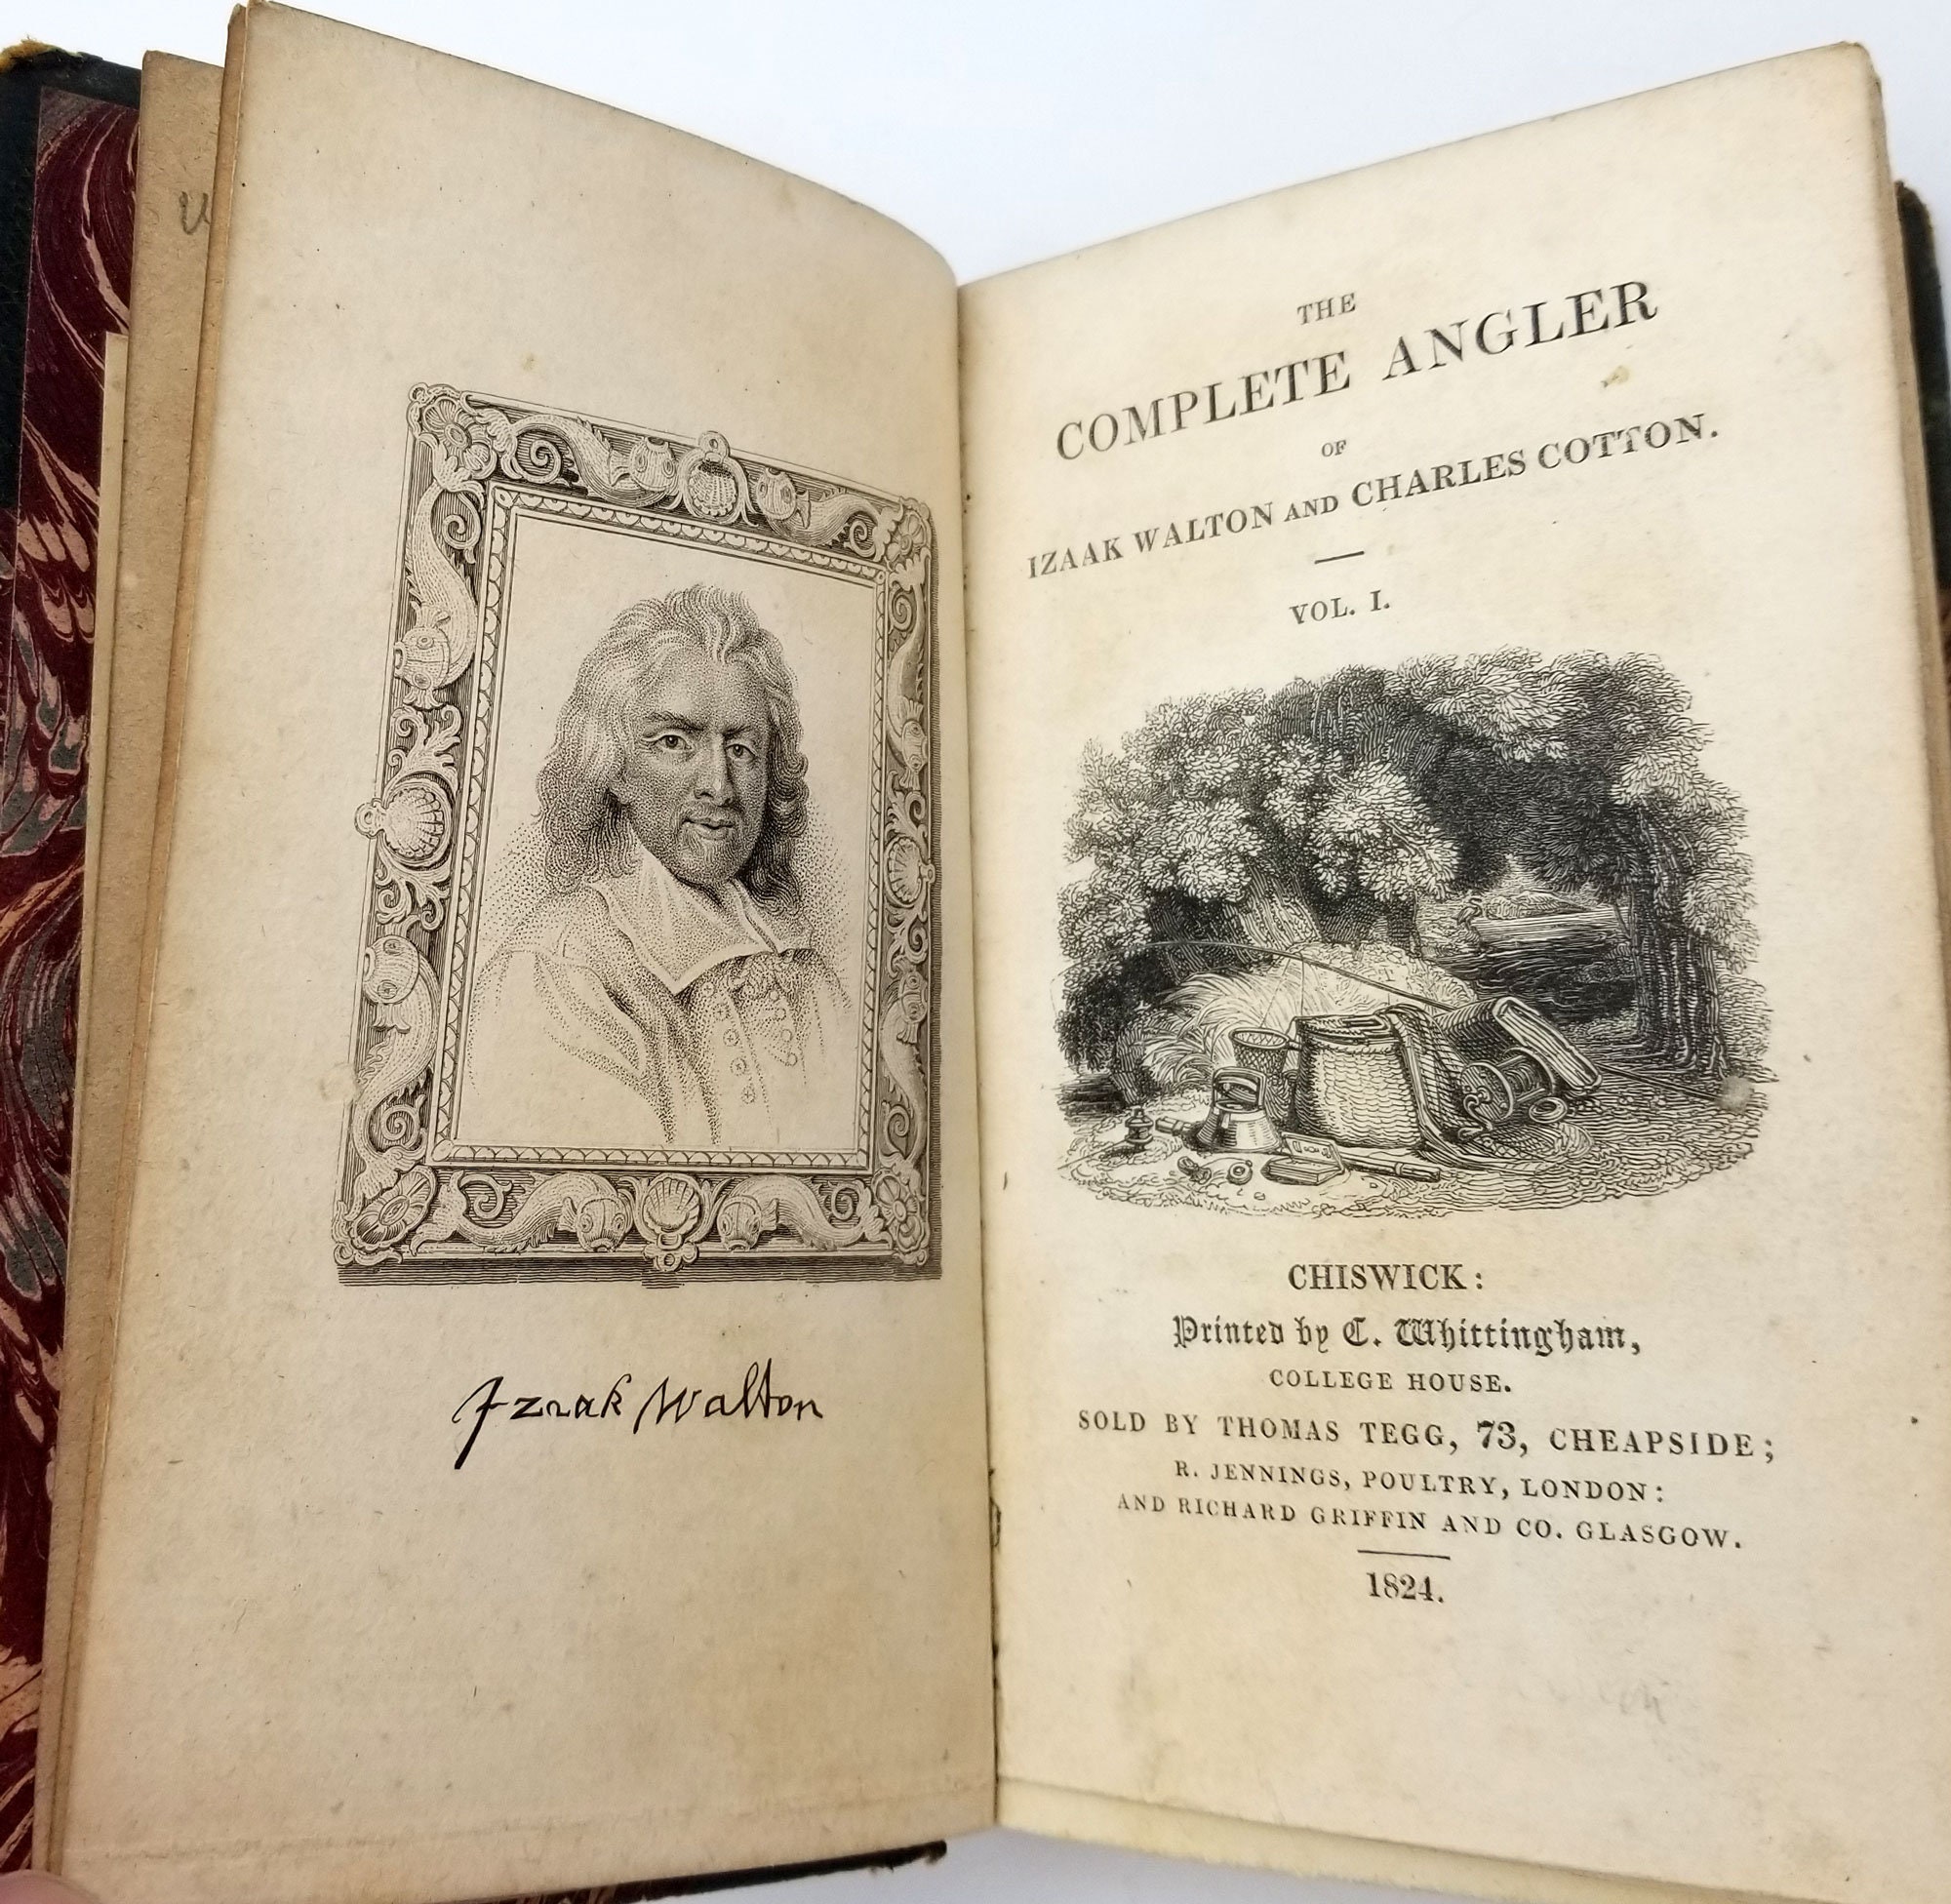 Izaak Walton
THE
COMPLETE ANGLER
OF
IZAAK WALTON AND CHARLES COTTON.
VOL. I.
CHISWICK:
Printed by C. Whittingham,
COLLEGE HOUSE.
SOLD BY THOMAS TEGG, 73, CHEAPSIDE;
R. JENNINGS, POULTRY, LONDON:
AND RICHARD GRIFFIN AND CO. GLASGOW.
1824.